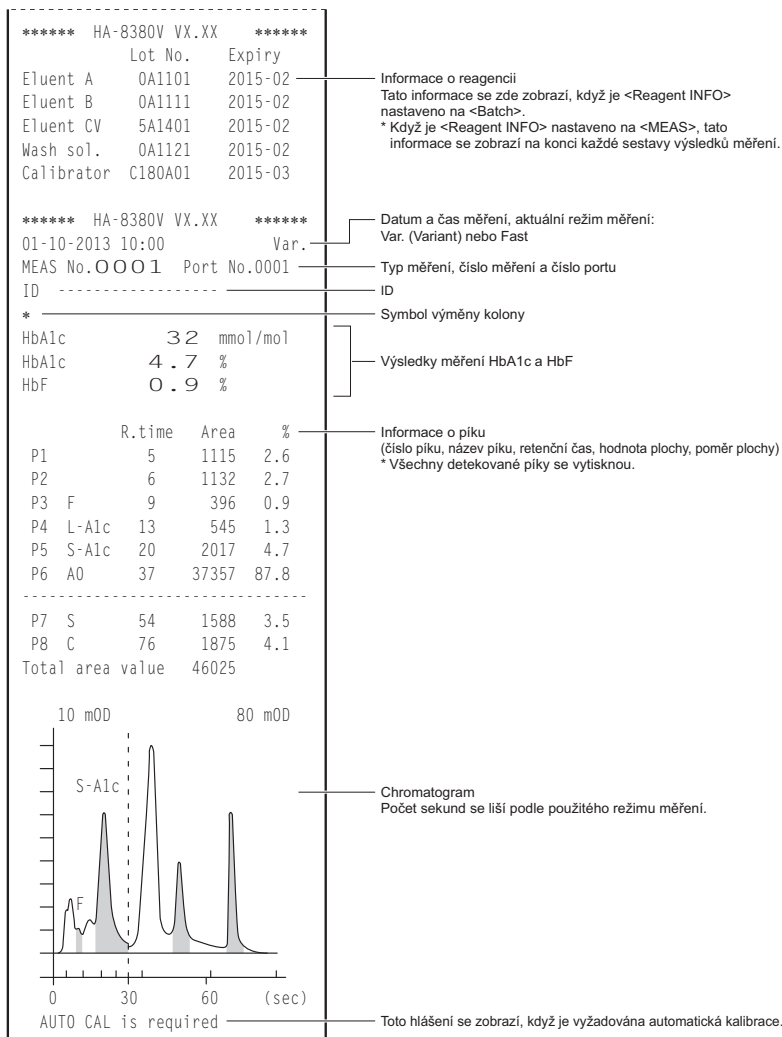 ****** HA-8380V VX.XX ******
Lot No. Expiry
Eluent A 0A1101 2015-02
Eluent B 0A1111 2015-02
Eluent CV 5A1401 2015-02
Wash sol. 0A1121 2015-02
Calibrator C180A01 2015-03
Informace o reagencii
Tato informace se zde zobrazí, když je <Reagent INFO>
nastaveno na <Batch>.
* Když je <Reagent INFO> nastaveno na <MEAS>, tato
informace se zobrazí na konci každé sestavy výsledků měření.
****** HA-8380V VX.XX ******
01-10-2013 10:00 Var.
Datum a čas měření, aktuální režim měření:
Var. (Variant) nebo Fast
MEAS No.0001 Port No.0001
Typ měření, číslo měření a číslo portu
ID ------------------
ID
*
Symbol výměny kolony
HbA1c 32 mmol/mol
HbA1c 4.7 %
HbF 0.9 %
Výsledky měření HbA1c a HbF
R.time Area %
P1 5 1115 2.6
P2 6 1132 2.7
P3 F 9 396 0.9
P4 L-A1c 13 545 1.3
P5 S-A1c 20 2017 4.7
P6 A0 37 37357 87.8
Informace o píku
(číslo píku, název píku, retenční čas, hodnota plochy, poměr plochy)
* Všechny detekované píky se vytisknou.
P7 S 54 1588 3.5
P8 C 76 1875 4.1
Total area value 46025
10 mOD 80 mOD
S-A1c
F
Chromatogram
Počet sekund se liší podle použitého režimu měření.
0 30 60 (sec)
AUTO CAL is required
Toto hlášení se zobrazí, když je vyžadována automatická kalibrace.